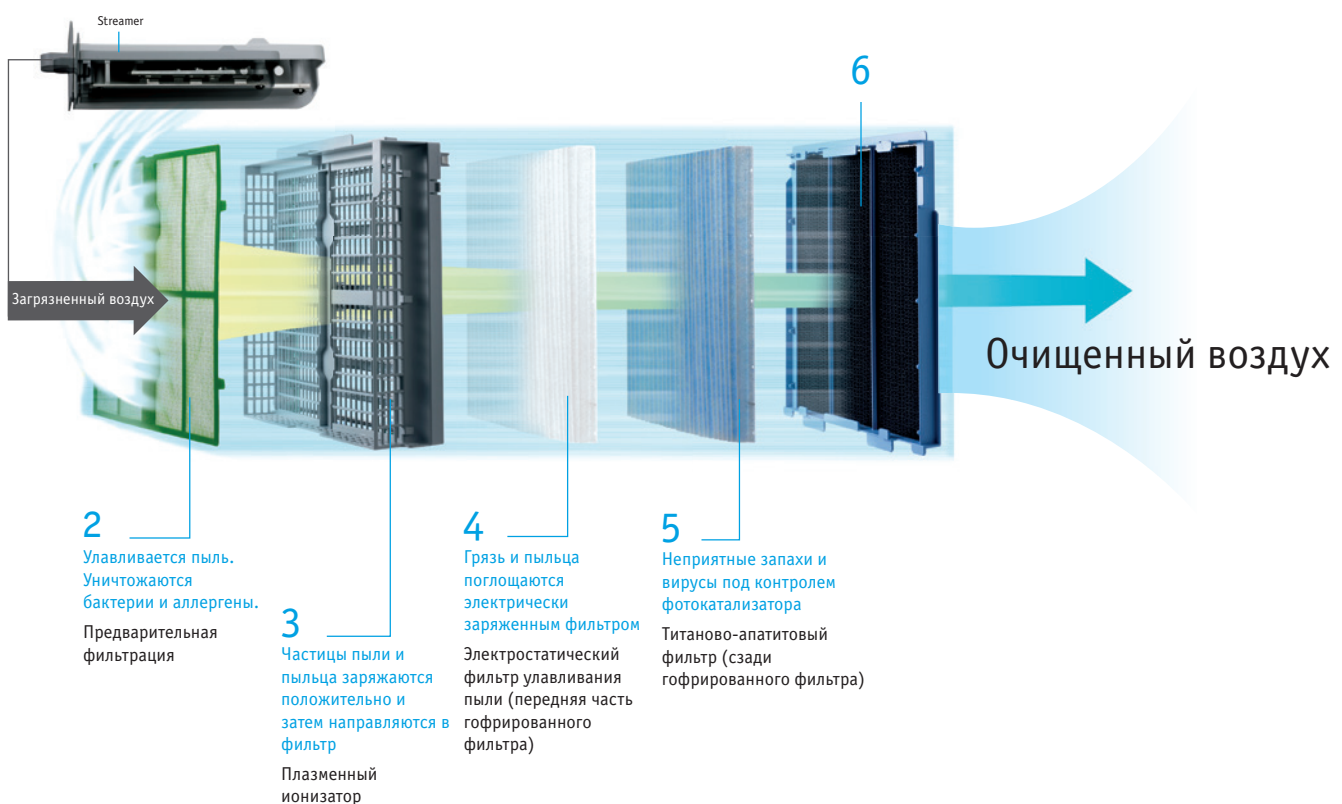 Streamer
6
Загрязненный воздух
Очищенный воздух
2
Улавливается пыль.
Уничтожаются
бактерии и аллергены.
Предварительная
фильтрация
3
Частицы пыли и
пыльца заряжаются
положительно и
затем направляются в
фильтр
Плазменный
ионизатор
4
Грязь и пыльца
поглощаются
электрически
заряженным фильтром
Электростатический
фильтр улавливания
пыли (передняя часть
гофрированного
фильтра)
5
Неприятные запахи и
вирусы под контролем
фотокатализатора
Титаново-апатитовый
фильтр (сзади
гофрированного фильтра)